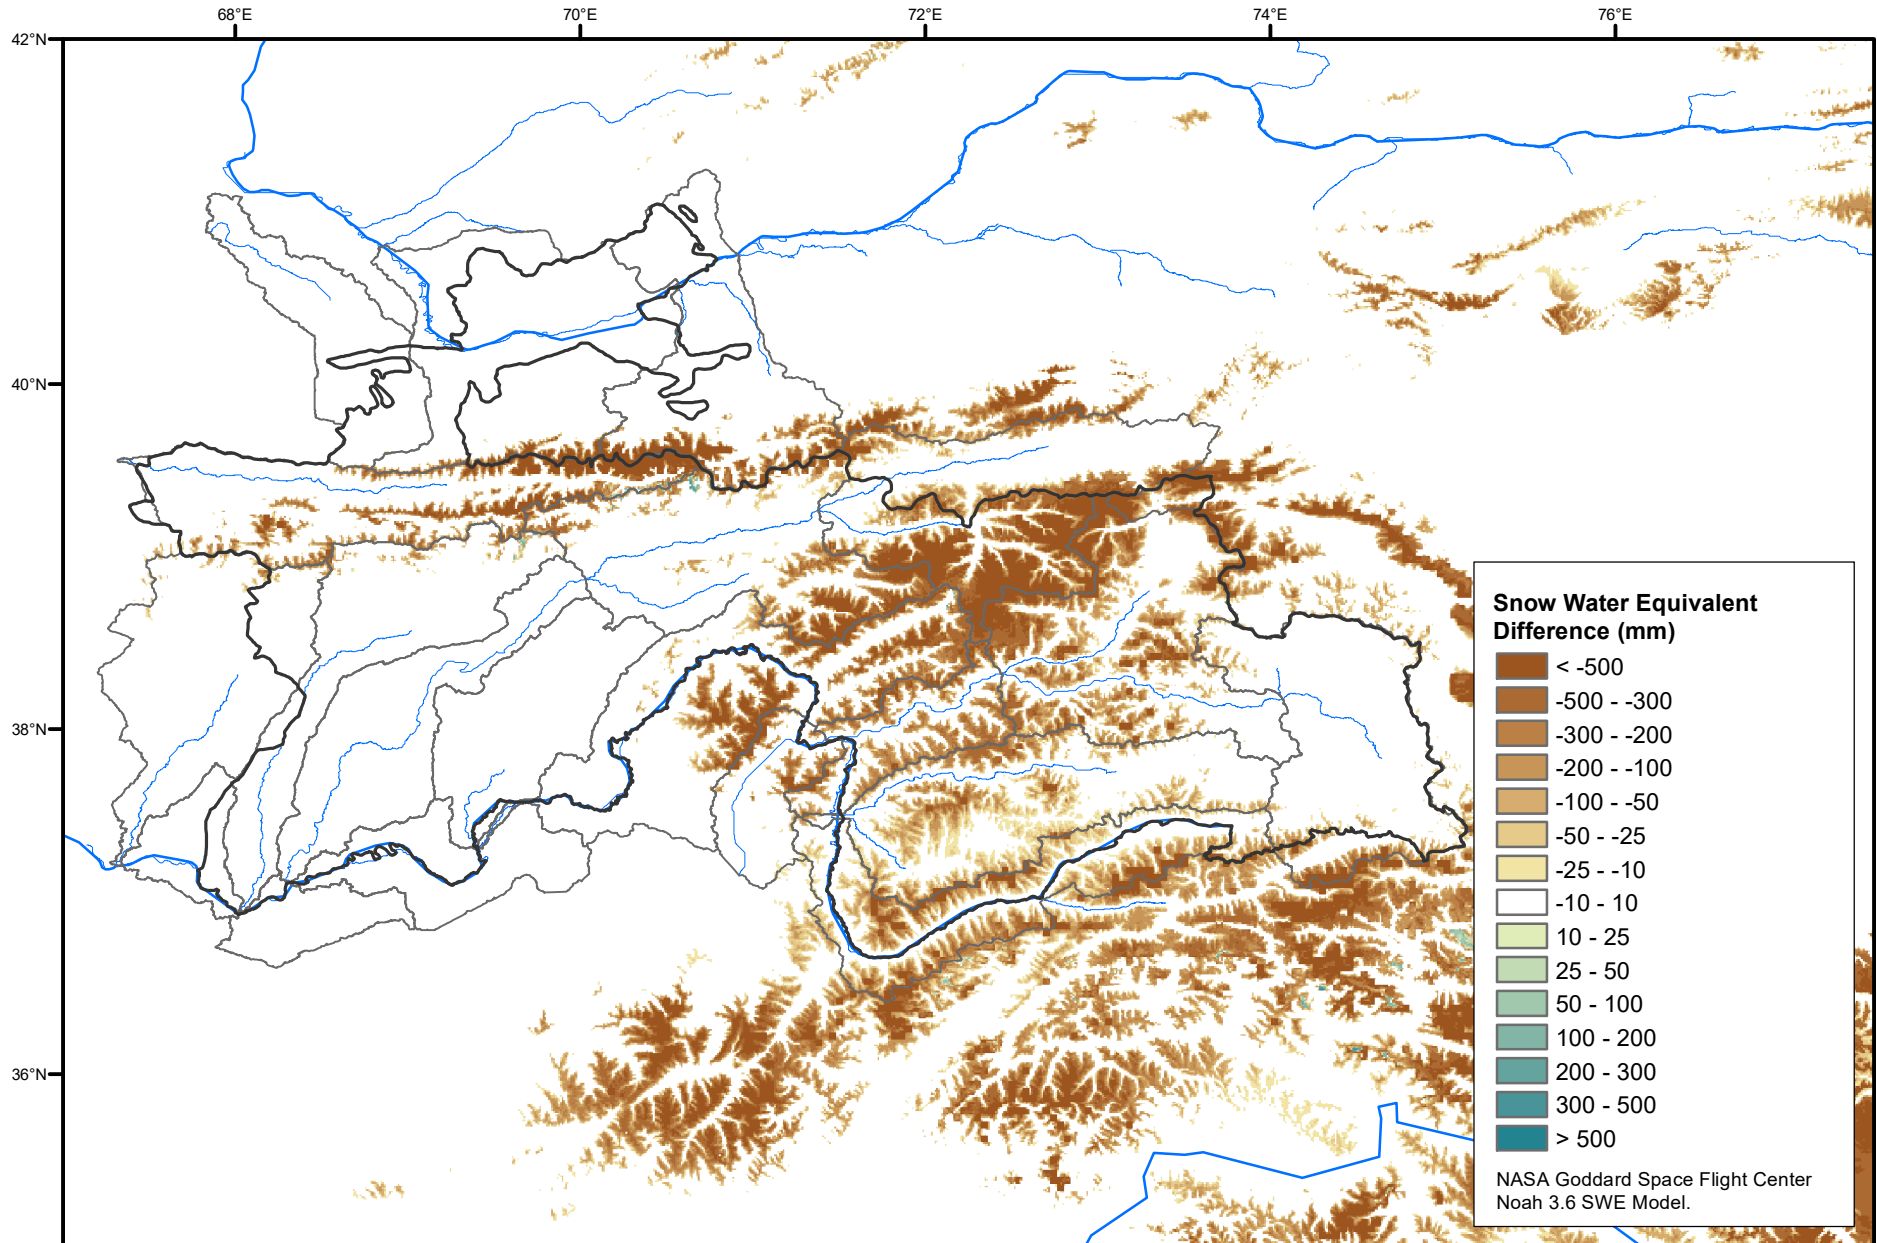 68°E 70°E 72°E 74°E 76°E
42°N
40°N
38°N
36°N
Snow Water Equivalent
Difference (mm)
< -500
-500 - -300
-300 - -200
-200 - -100
-100 - -50
-50 - -25
-25 - -10
-10 - 10
10 - 25
25 - 50
50 - 100
100 - 200
200 - 300
300 - 500
> 500
NASA Goddard Space Flight Center
Noah 3.6 SWE Model.